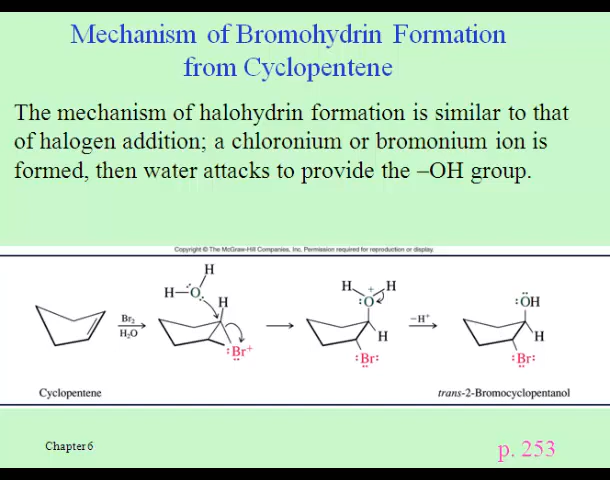 Mechanism of Bromohydrin Formation
from Cyclopentene
The mechanism of halohydrin formation is similar to that
of halogen addition; a chloronium or bromonium ion is
formed, then water attacks to provide the –OH group.
Copyright © The McGraw-Hill Companies, Inc. Permission required for reproduction or display.
H
H—O:
H
Br₂
H₂O
:Br⁺
H
+
H
:O
H
:Br:
–H⁺
:ÖH
H
:Br:
Cyclopentene
trans-2-Bromocyclopentanol
Chapter 6
p. 253